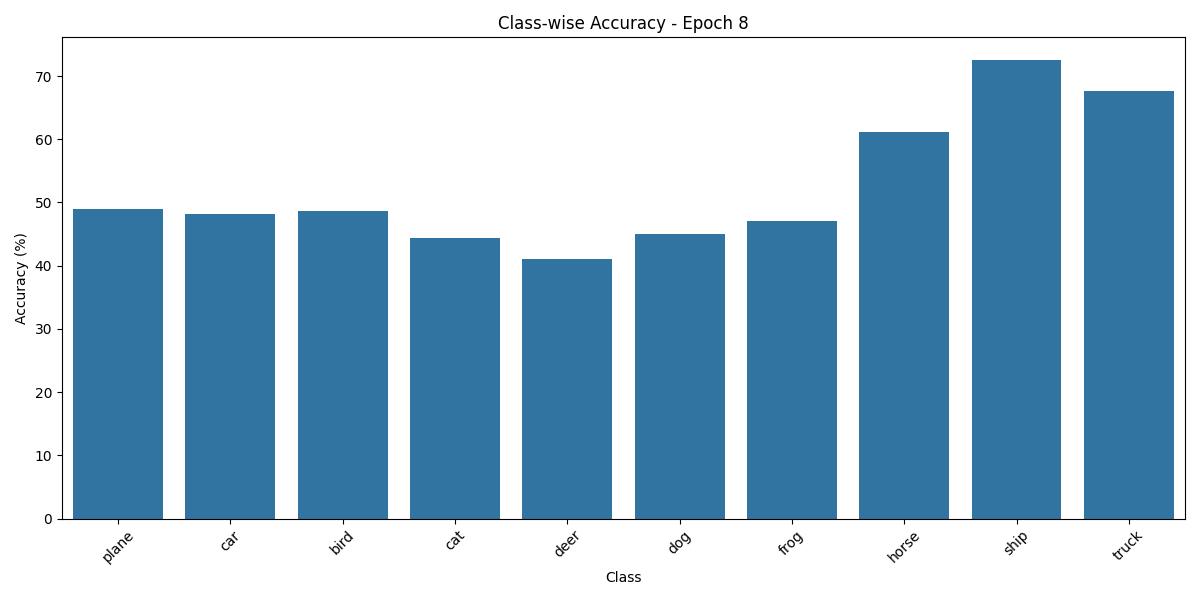 Class-wise Accuracy - Epoch 8
Accuracy (%)
70
60
50
40
30
20
10
0
plane
car
bird
cat
deer
dog
frog
horse
ship
truck
Class